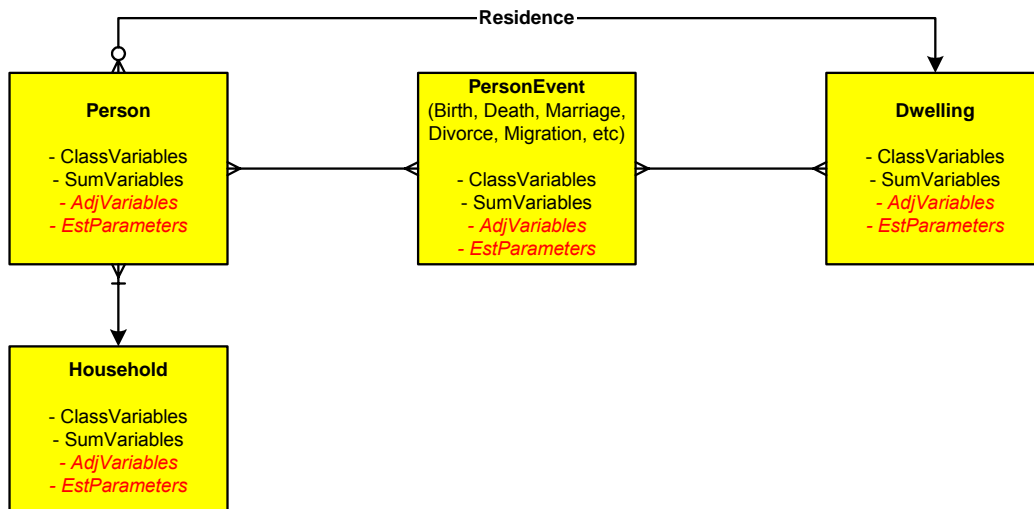 Residence
Person
- ClassVariables
- SumVariables
- AdjVariables
- EstParameters
PersonEvent
(Birth, Death, Marriage,
Divorce, Migration, etc)
- ClassVariables
- SumVariables
- AdjVariables
- EstParameters
Dwelling
- ClassVariables
- SumVariables
- AdjVariables
- EstParameters
Household
- ClassVariables
- SumVariables
- AdjVariables
- EstParameters